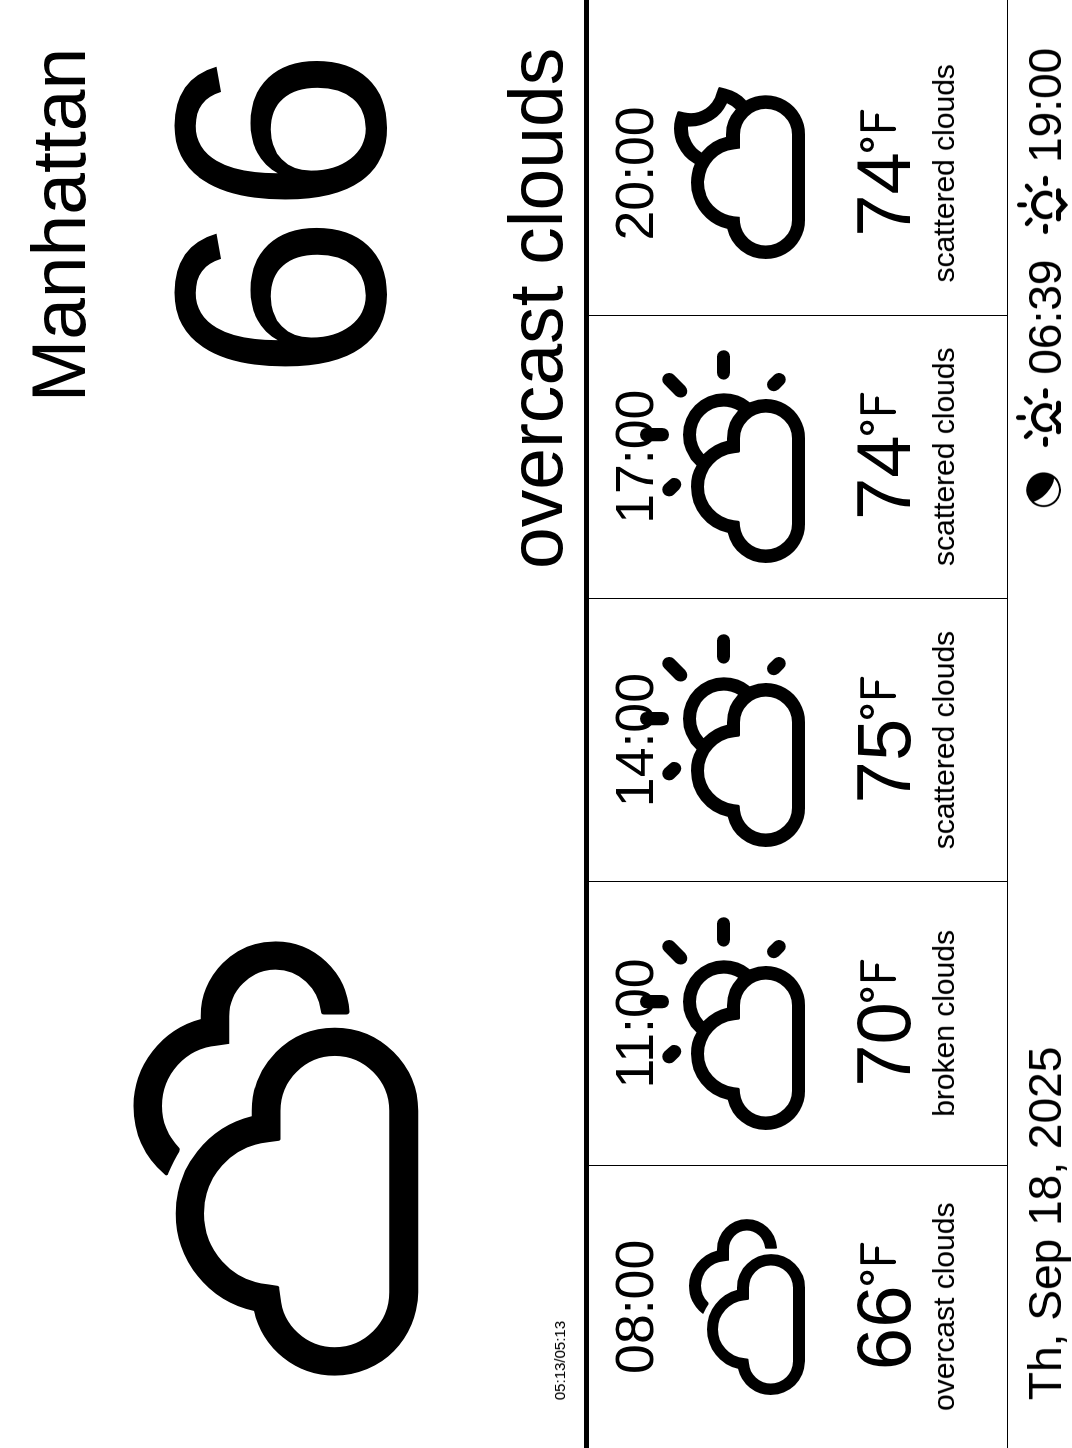 Manhattan
66
overcast clouds
05:13/05:13
08:00
66°F
overcast clouds
11:00
70°F
broken clouds
14:00
75°F
scattered clouds
17:00
74°F
scattered clouds
20:00
74°F
scattered clouds
Th, Sep 18, 2025
06:39
19:00